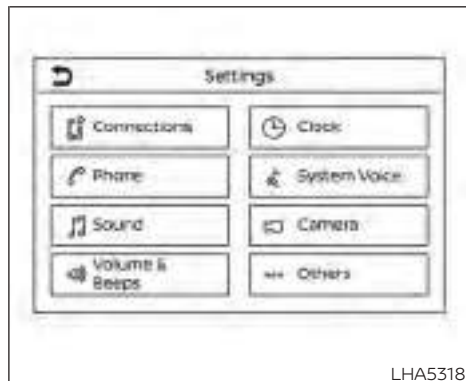 Settings
Connections
Clock
Phone
System Voice
Sound
Camera
Volume &
Beeps
Others
LHA5318